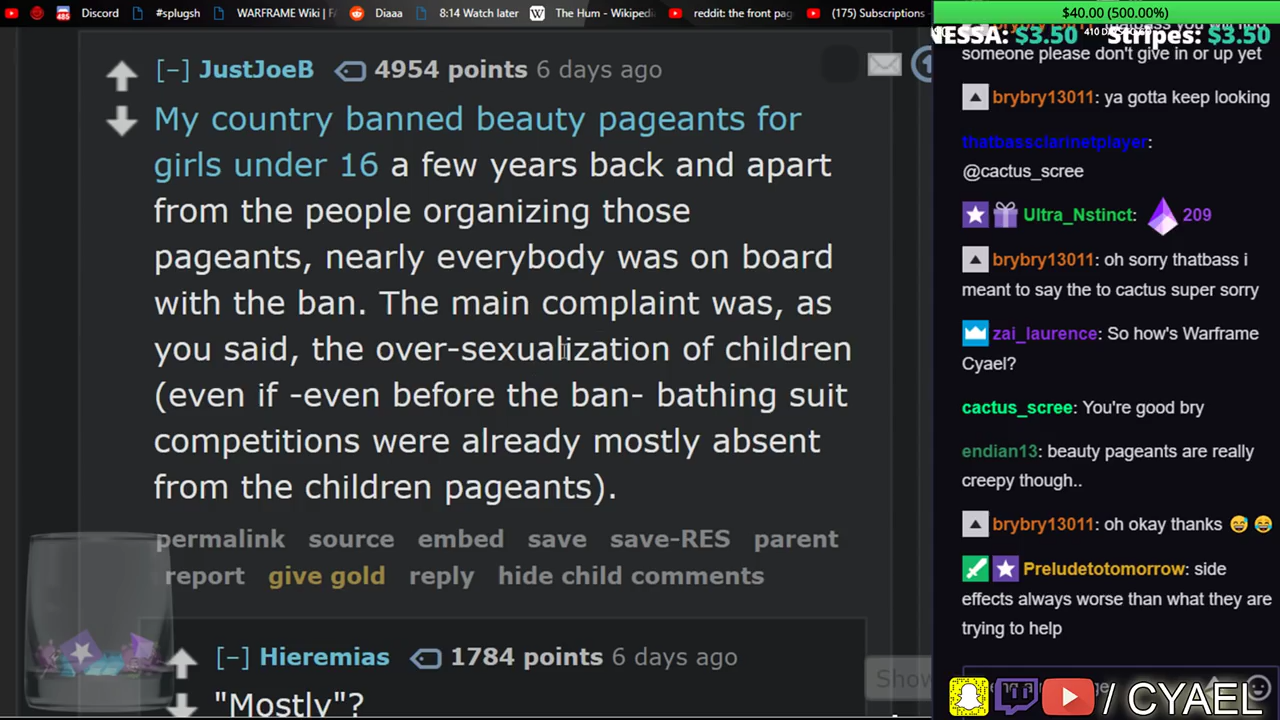 Discord
#splugsh
WARFRAME Wiki | FA
Diaaa
8:14 Watch later
The Hum - Wikipedi
reddit: the front pag
(175) Subscriptions
[–] JustJoeB 4954 points 6 days ago
My country banned beauty pageants for
girls under 16 a few years back and apart
from the people organizing those
pageants, nearly everybody was on board
with the ban. The main complaint was, as
you said, the over-sexualization of children
(even if -even before the ban- bathing suit
competitions were already mostly absent
from the children pageants).
permalink source embed save save-RES parent
report give gold reply hide child comments
[–] Hieremias 1784 points 6 days ago
"Mostly"?
Show
$40.00 (500.00%)
NESSA: $3.50 Stripes: $3.50
someone please don't give in or up yet
brybry13011: ya gotta keep looking
thatbassclarinetplayer:
@cactus_scree
Ultra_Nstinct: 209
brybry13011: oh sorry thatbass i
meant to say the to cactus super sorry
zai_laurence: So how's Warframe
Cyael?
cactus_scree: You're good bry
endian13: beauty pageants are really
creepy though..
brybry13011: oh okay thanks 😅 😂
Preludetotomorrow: side
effects always worse than what they are
trying to help
/ CYAEL